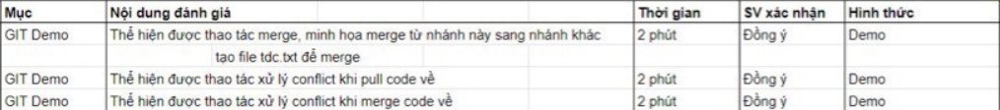 Mục Nội dung đánh giá Thời gian SV xác nhận Hình thức
GIT Demo Thể hiện được thao tác merge, minh họa merge từ nhánh này sang nhánh khác 2 phút Đồng ý Demo
tạo file tdc.txt để merge
GIT Demo Thể hiện được thao tác xử lý conflict khi pull code về 2 phút Đồng ý Demo
GIT Demo Thể hiện được thao tác xử lý conflict khi merge code về 2 phút Đồng ý Demo